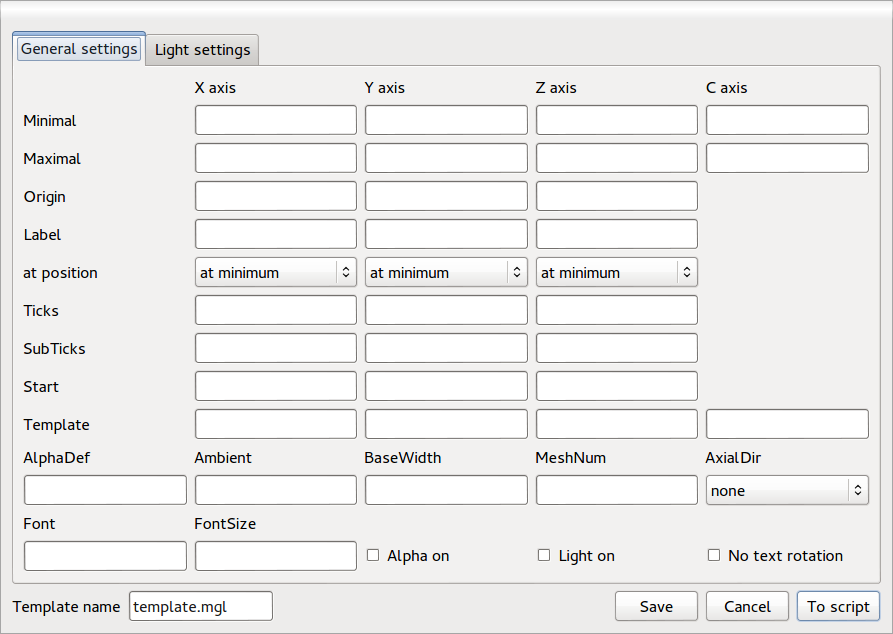 General settings Light settings
X axis Y axis Z axis C axis
Minimal
Maximal
Origin
Label
at position at minimum at minimum at minimum
Ticks
SubTicks
Start
Template
AlphaDef Ambient BaseWidth MeshNum AxialDir
none
Font FontSize
Alpha on Light on No text rotation
Template name template.mgl Save Cancel To script